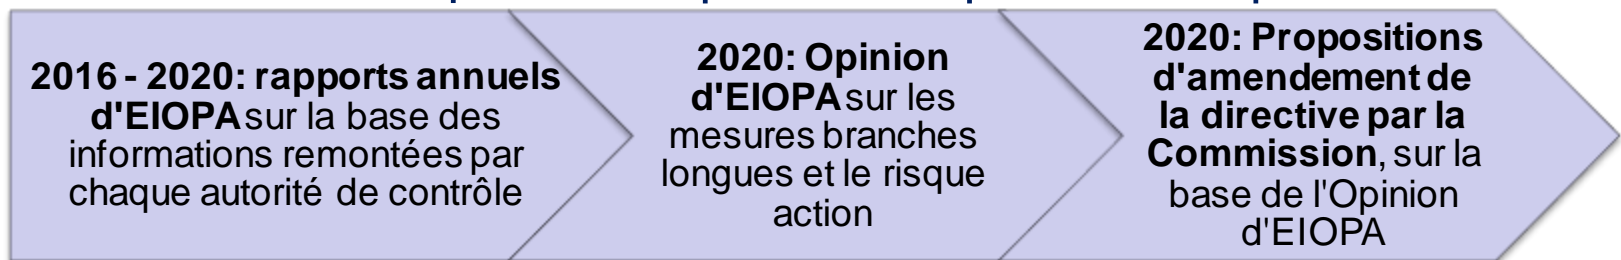 2016 - 2020: rapports annuels
d'EIOPA sur la base des
informations remontées par
chaque autorité de contrôle
2020: Opinion
d'EIOPA sur les
mesures branches
longues et le risque
action
2020: Propositions
d'amendement de
la directive par la
Commission, sur la
base de l'Opinion
d'EIOPA